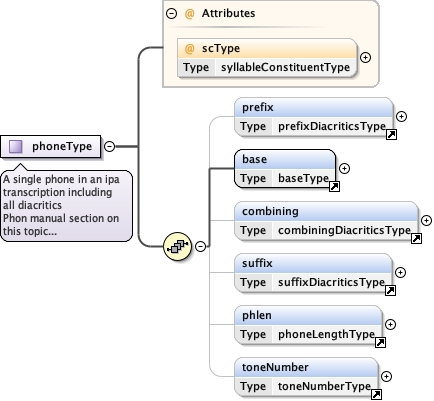 Attributes
@ scType
Type syllableConstituentType
phoneType
A single phone in an ipa
transcription including
all diacritics
Phon manual section on
this topic...
prefix
Type prefixDiacriticsType
base
Type baseType
combining
Type combiningDiacriticsType
suffix
Type suffixDiacriticsType
phlen
Type phoneLengthType
toneNumber
Type toneNumberType